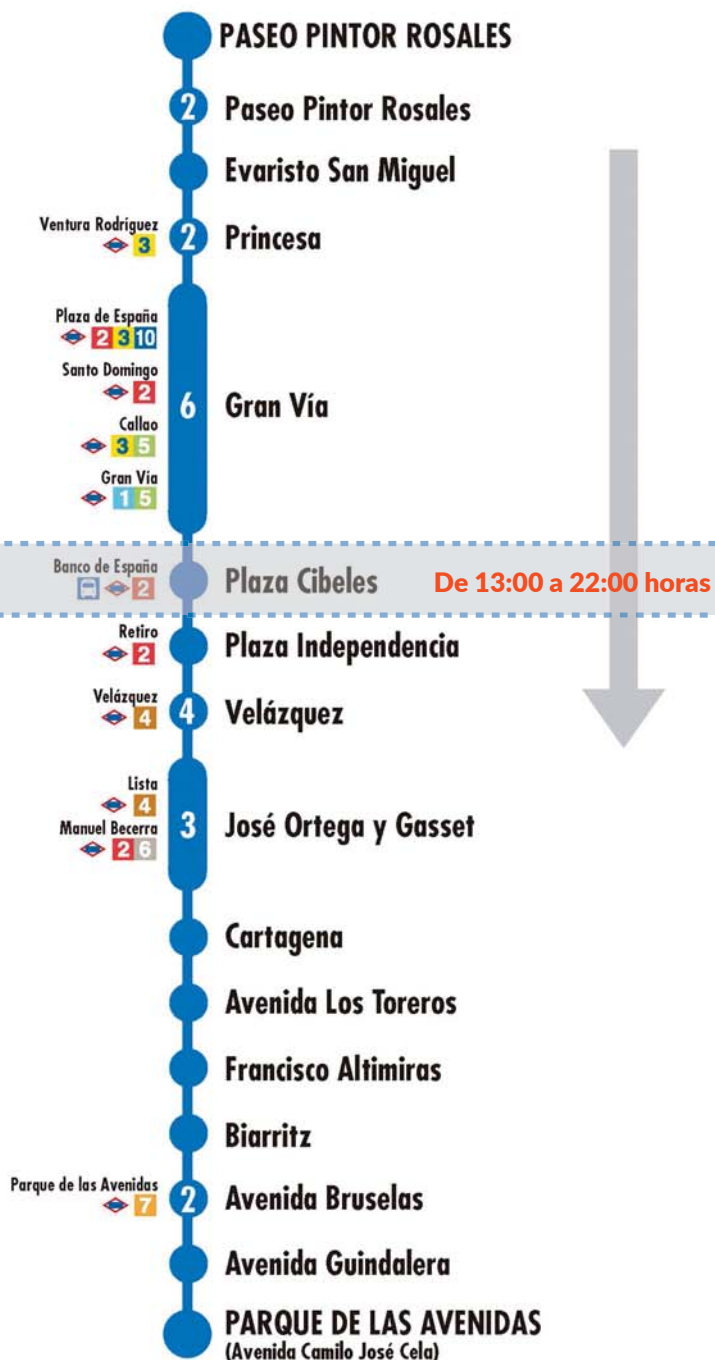 PASEO PINTOR ROSALES
2 Paseo Pintor Rosales
Evaristo San Miguel
Ventura Rodríguez
3
2 Princesa
Plaza de España
2 3 10
Santo Domingo
2
Callao
3 5
Gran Vía
1 5
6 Gran Vía
Banco de España
2
Plaza Cibeles De 13:00 a 22:00 horas
Retiro
2
Plaza Independencia
Velázquez
4
4 Velázquez
Lista
4
Manuel Becerra
2 6
3 José Ortega y Gasset
Cartagena
Avenida Los Toreros
Francisco Altimiras
Biarritz
Parque de las Avenidas
7
2 Avenida Bruselas
Avenida Guindalera
PARQUE DE LAS AVENIDAS
(Avenida Camilo José Cela)